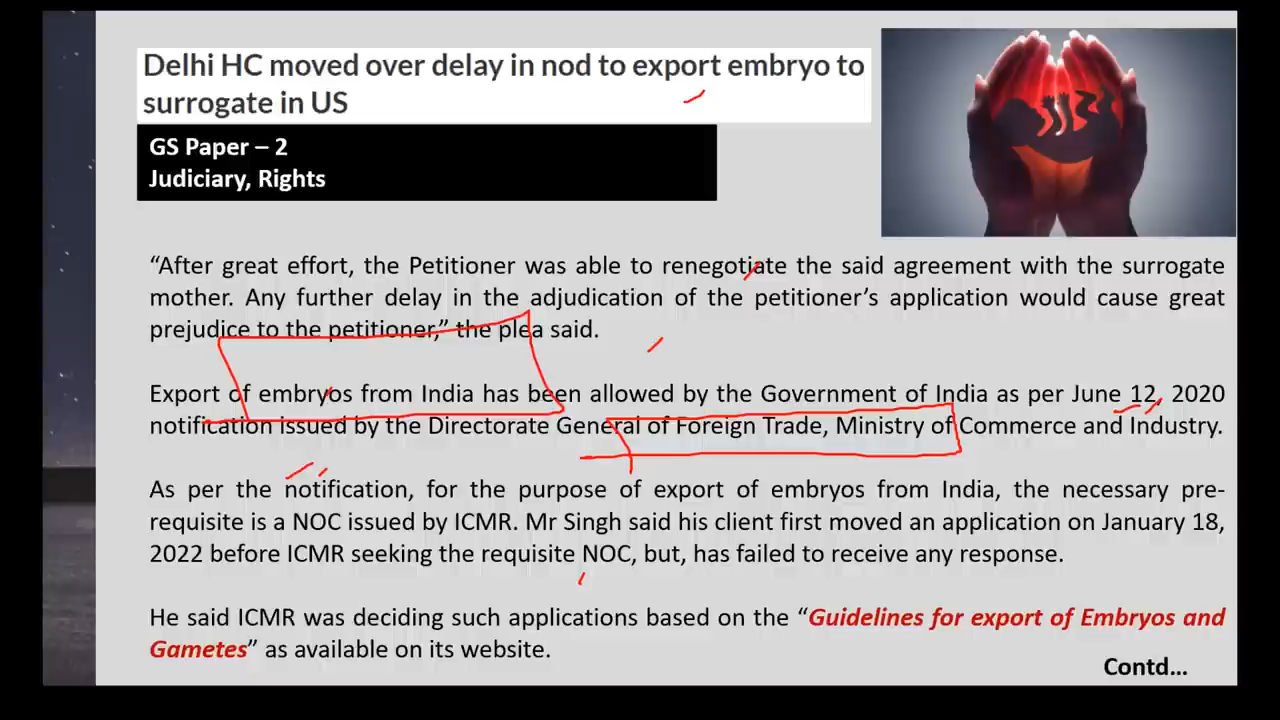 Delhi HC moved over delay in nod to export embryo to
surrogate in US
GS Paper – 2
Judiciary, Rights
“After great effort, the Petitioner was able to renegotiate the said agreement with the surrogate
mother. Any further delay in the adjudication of the petitioner’s application would cause great
prejudice to the petitioner,” the plea said.
Export of embryos from India has been allowed by the Government of India as per June 12, 2020
notification issued by the Directorate General of Foreign Trade, Ministry of Commerce and Industry.
As per the notification, for the purpose of export of embryos from India, the necessary pre-
requisite is a NOC issued by ICMR. Mr Singh said his client first moved an application on January 18,
2022 before ICMR seeking the requisite NOC, but, has failed to receive any response.
He said ICMR was deciding such applications based on the “Guidelines for export of Embryos and
Gametes” as available on its website.
Contd...